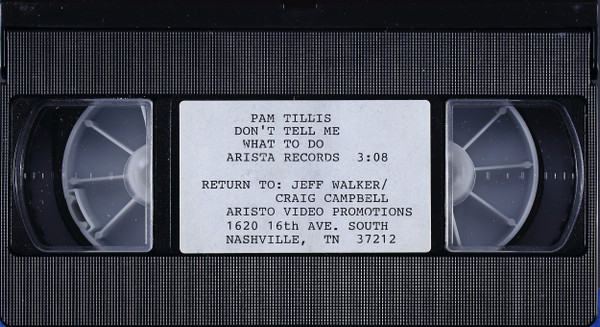 PAM TILLIS
DON'T TELL ME
WHAT TO DO
ARISTA RECORDS 3:08
RETURN TO: JEFF WALKER/
CRAIG CAMPBELL
ARISTO VIDEO PROMOTIONS
1620 16th AVE. SOUTH
NASHVILLE, TN 37212